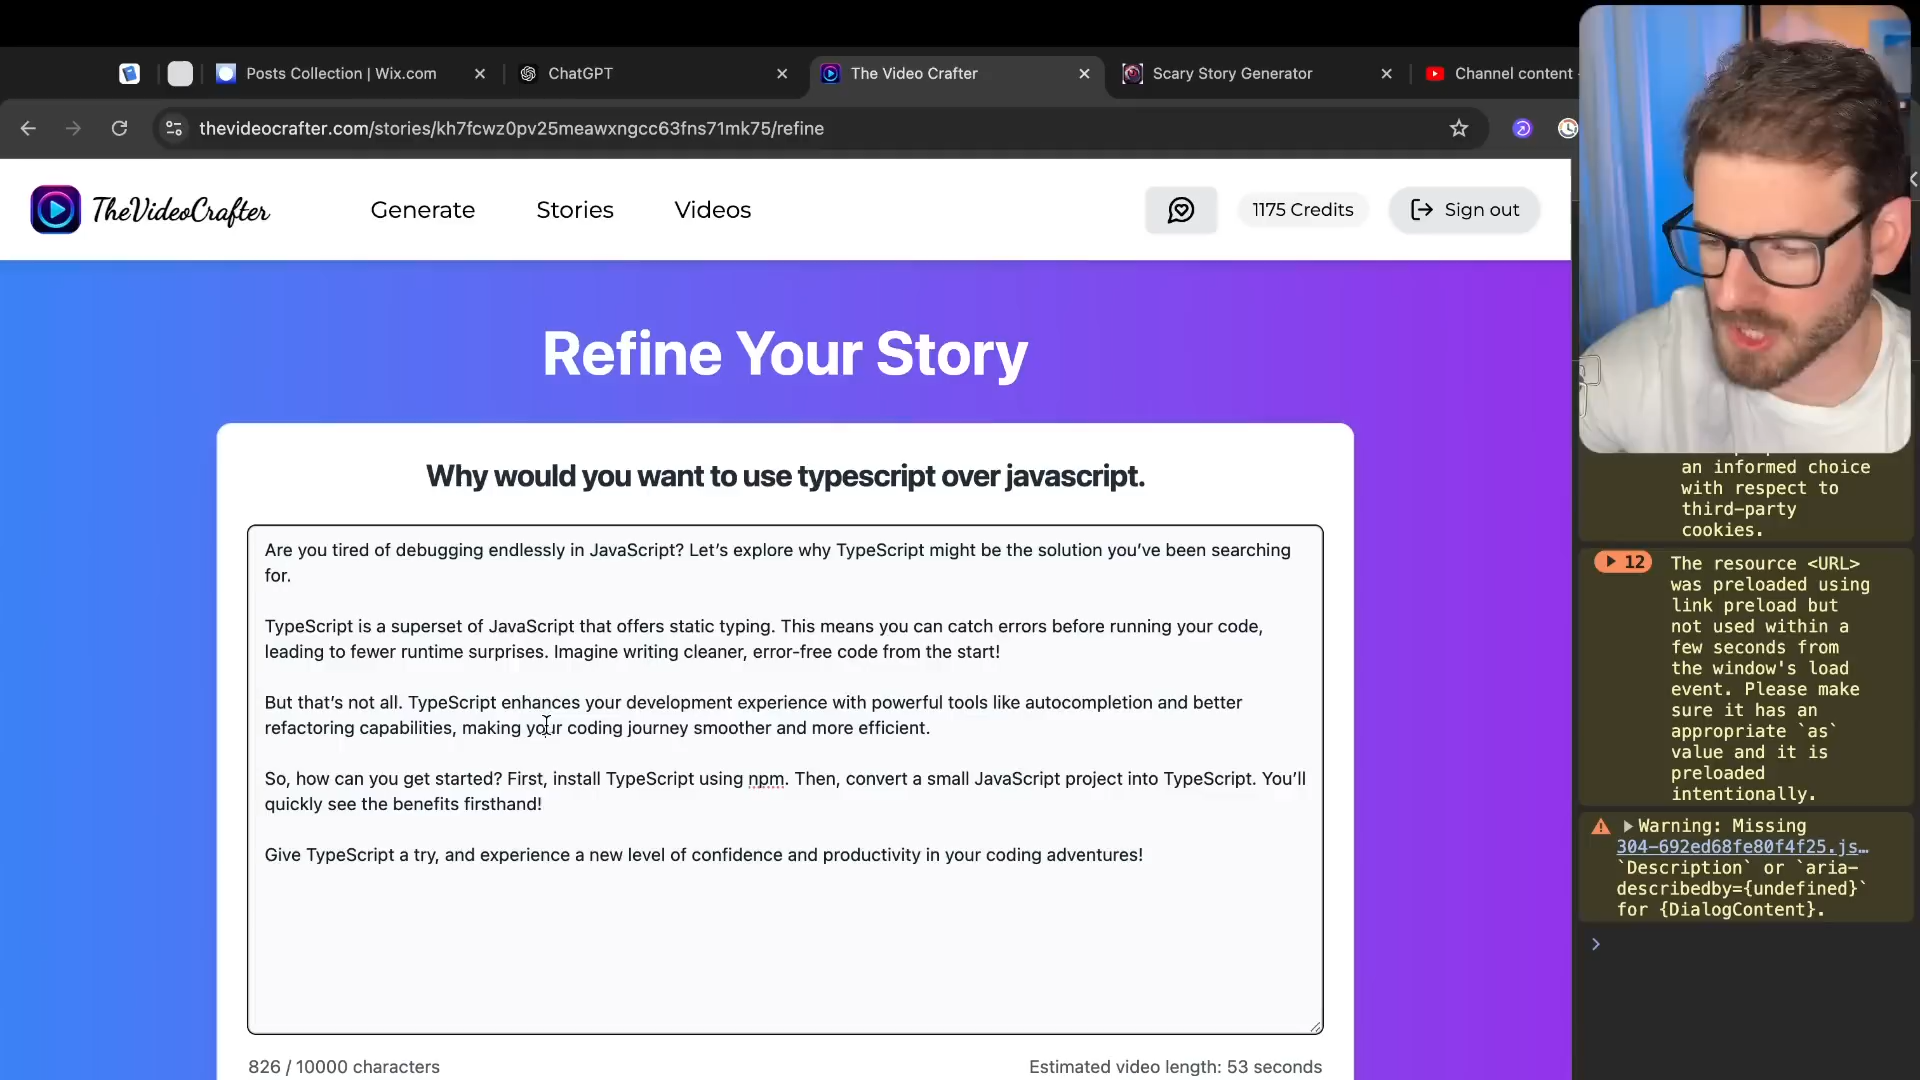 Posts Collection | Wix.com
ChatGPT
The Video Crafter
Scary Story Generator
Channel content
thevideocrafter.com/stories/kh7fcwz0pv25meawxngcc63fns71mk75/refine
TheVideoCrafter
Generate
Stories
Videos
1175 Credits
Sign out
Refine Your Story
Why would you want to use typescript over javascript.
Are you tired of debugging endlessly in JavaScript? Let’s explore why TypeScript might be the solution you’ve been searching
for.
TypeScript is a superset of JavaScript that offers static typing. This means you can catch errors before running your code,
leading to fewer runtime surprises. Imagine writing cleaner, error-free code from the start!
But that’s not all. TypeScript enhances your development experience with powerful tools like autocompletion and better
refactoring capabilities, making your coding journey smoother and more efficient.
So, how can you get started? First, install TypeScript using npm. Then, convert a small JavaScript project into TypeScript. You’ll
quickly see the benefits firsthand!
Give TypeScript a try, and experience a new level of confidence and productivity in your coding adventures!
826 / 10000 characters
Estimated video length: 53 seconds
an informed choice
with respect to
third-party
cookies.
12
The resource <URL>
was preloaded using
link preload but
not used within a
few seconds from
the window's load
event. Please make
sure it has an
appropriate `as`
value and it is
preloaded
intentionally.
Warning: Missing
304-692ed68fe80f4f25.js…
`Description` or `aria-
describedby={undefined}`
for {DialogContent}.